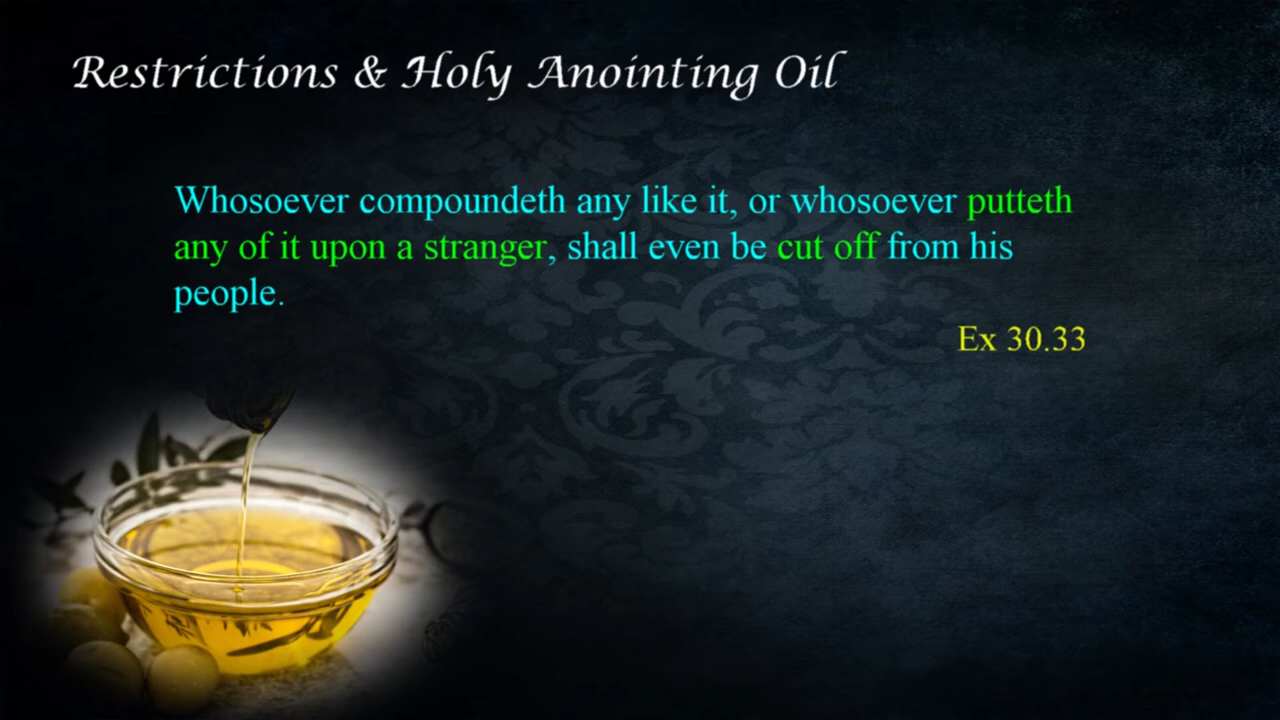 Restrictions & Holy Anointing Oil
Whosoever compoundeth any like it, or whosoever putteth
any of it upon a stranger, shall even be cut off from his
people.
Ex 30.33